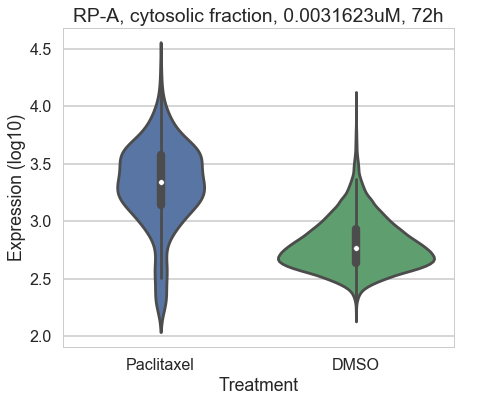 RP-A, cytosolic fraction, 0.0031623uM, 72h
4.5
4.0
3.5
3.0
2.5
2.0
Expression (log10)
Paclitaxel DMSO
Treatment